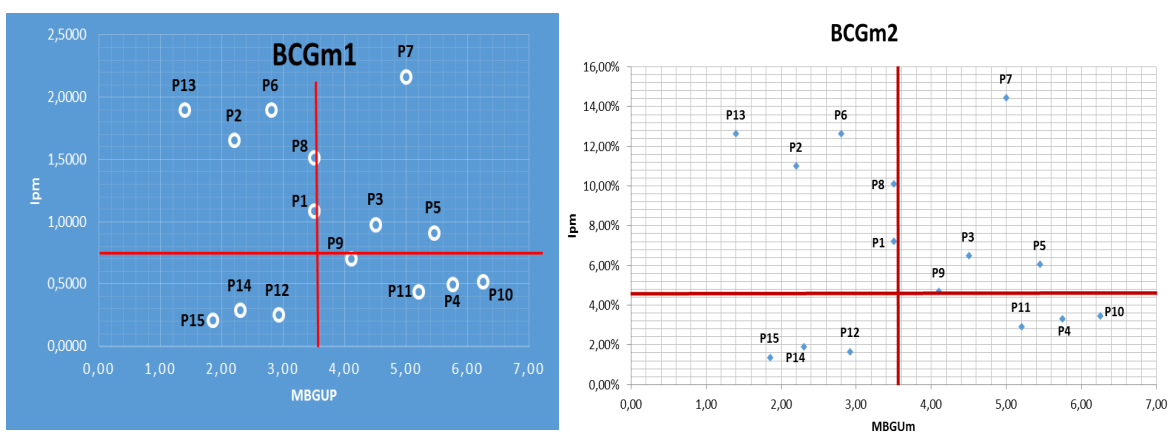 BCGm1
Ipm
2,5000
2,0000
1,5000
1,0000
0,5000
0,0000
P7
P13
P6
P2
P8
P1
P3
P5
P9
P14
P12
P15
P11
P4
P10
0,00
1,00
2,00
3,00
4,00
5,00
6,00
7,00
MBGUP
BCGm2
Ipm
16,00%
14,00%
12,00%
10,00%
8,00%
6,00%
4,00%
2,00%
0,00%
P7
P13
P6
P2
P8
P1
P3
P5
P9
P11
P10
P4
P15
P14
P12
0,00
1,00
2,00
3,00
4,00
5,00
6,00
7,00
MBGUm